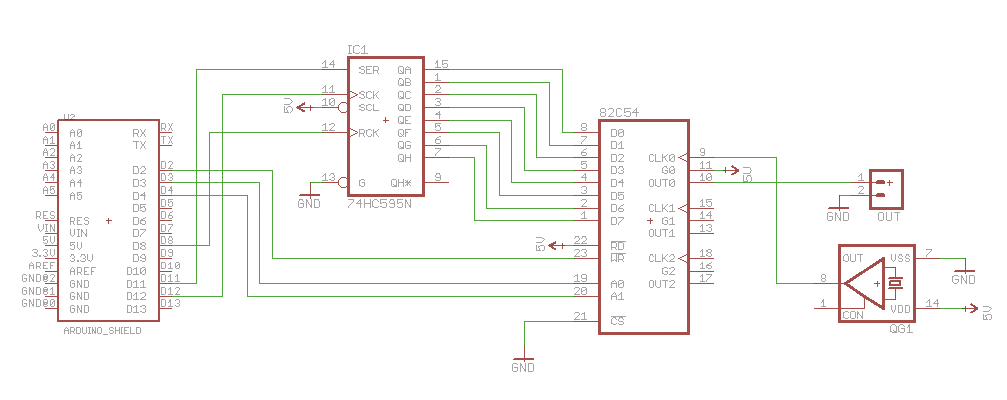 IC1
14 SER QA 15
QB 1
11 SCK QC 2
5V 10 SCL QD 3
QE 4
12 RCK QF 5
QG 6
QH 7
13 G QH* 9
GND
74HC595N
U2
A0 A0 RX RX
A1 A1 TX TX
A2 A2
A3 A3 D2 D2
A4 A4 D3 D3
A5 A5 D4 D4
D5 D5
RES RES D6 D6
VIN VIN D7 D7
5V 5V D8 D8
3.3V 3.3V D9 D9
AREF AREF D10 D10
GND@2 GND D11 D11
GND@1 GND D12 D12
GND@0 GND D13 D13
ARDUINO_SHIELD
82C54
8 D0
7 D1
6 D2 CLK0 9
5 D3 G0 11 5V
4 D4 OUT0 10
3 D5
2 D6 CLK1 15
1 D7 G1 14
OUT1 13
5V 22 RD
23 WR CLK2 18
G2 16
19 A0 OUT2 17
20 A1
21 CS
GND
1 +
2 -
GND OUT
OUT VSS 7
8 +
GND
1 CON VDD 14 5V
QG1